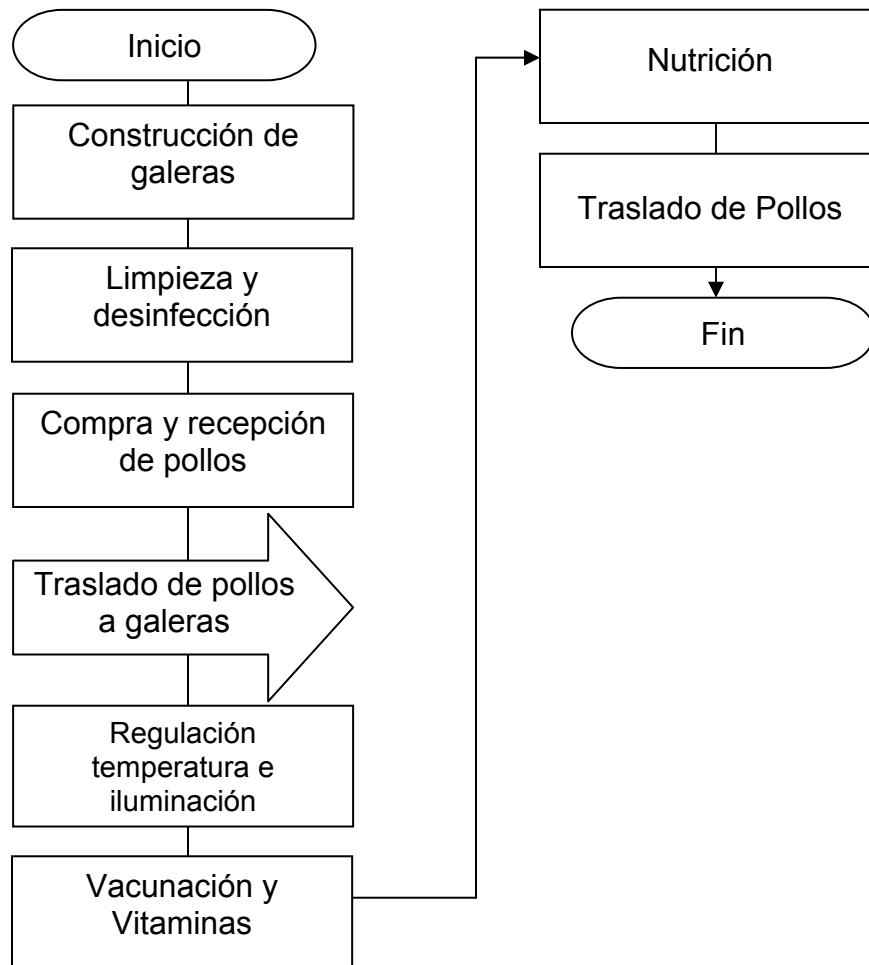 Inicio
Construcción de
galeras
Limpieza y
desinfección
Compra y recepción
de pollos
Traslado de pollos
a galeras
Regulación
temperatura e
iluminación
Vacunación y
Vitaminas
Nutrición
Traslado de Pollos
Fin